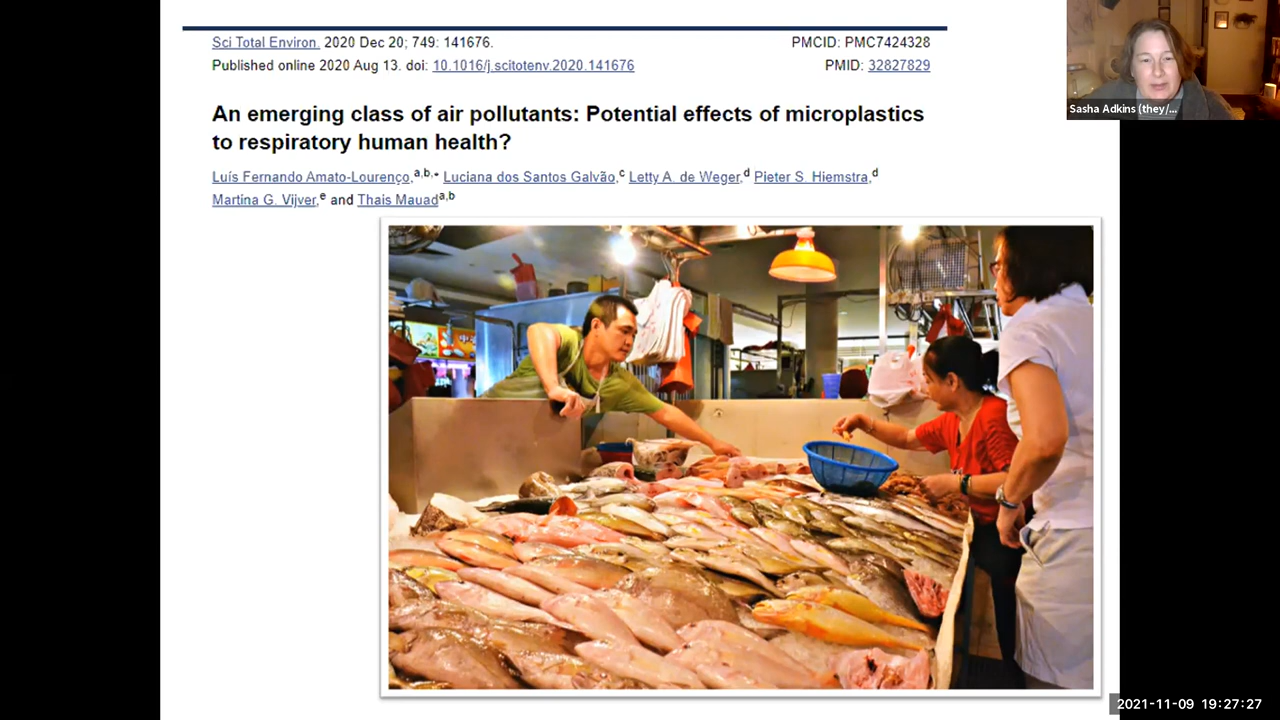 Sci Total Environ. 2020 Dec 20; 749: 141676.
PMCID: PMC7424328
Published online 2020 Aug 13. doi: 10.1016/j.scitotenv.2020.141676
PMID: 32827829
An emerging class of air pollutants: Potential effects of microplastics
to respiratory human health?
Luís Fernando Amato-Lourenço,a,b,* Luciana dos Santos Galvão,c Letty A. de Weger,d Pieter S. Hiemstra,d
Martina G. Vijver,e and Thais Mauada,b
Sasha Adkins (they/...
2021-11-09 19:27:27